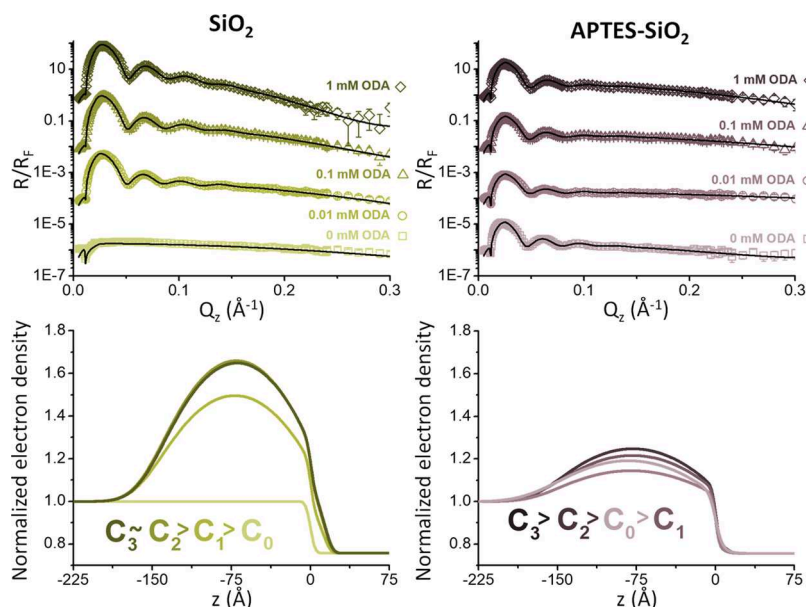 SiO₂
R/R_F
10
0.1
1E-3
1E-5
1E-7
1 mM ODA
0.1 mM ODA
0.01 mM ODA
0 mM ODA
0.0 0.1 0.2 0.3
Q_z (Å⁻¹)
APTES-SiO₂
10
0.1
1E-3
1E-5
1E-7
1 mM ODA
0.1 mM ODA
0.01 mM ODA
0 mM ODA
0.0 0.1 0.2 0.3
Q_z (Å⁻¹)
Normalized electron density
1.8
1.6
1.4
1.2
1.0
0.8
C₃~C₂>C₁>C₀
-225 -150 -75 0 75
z (Å)
Normalized electron density
1.8
1.6
1.4
1.2
1.0
0.8
C₃>C₂>C₀>C₁
-225 -150 -75 0 75
z (Å)